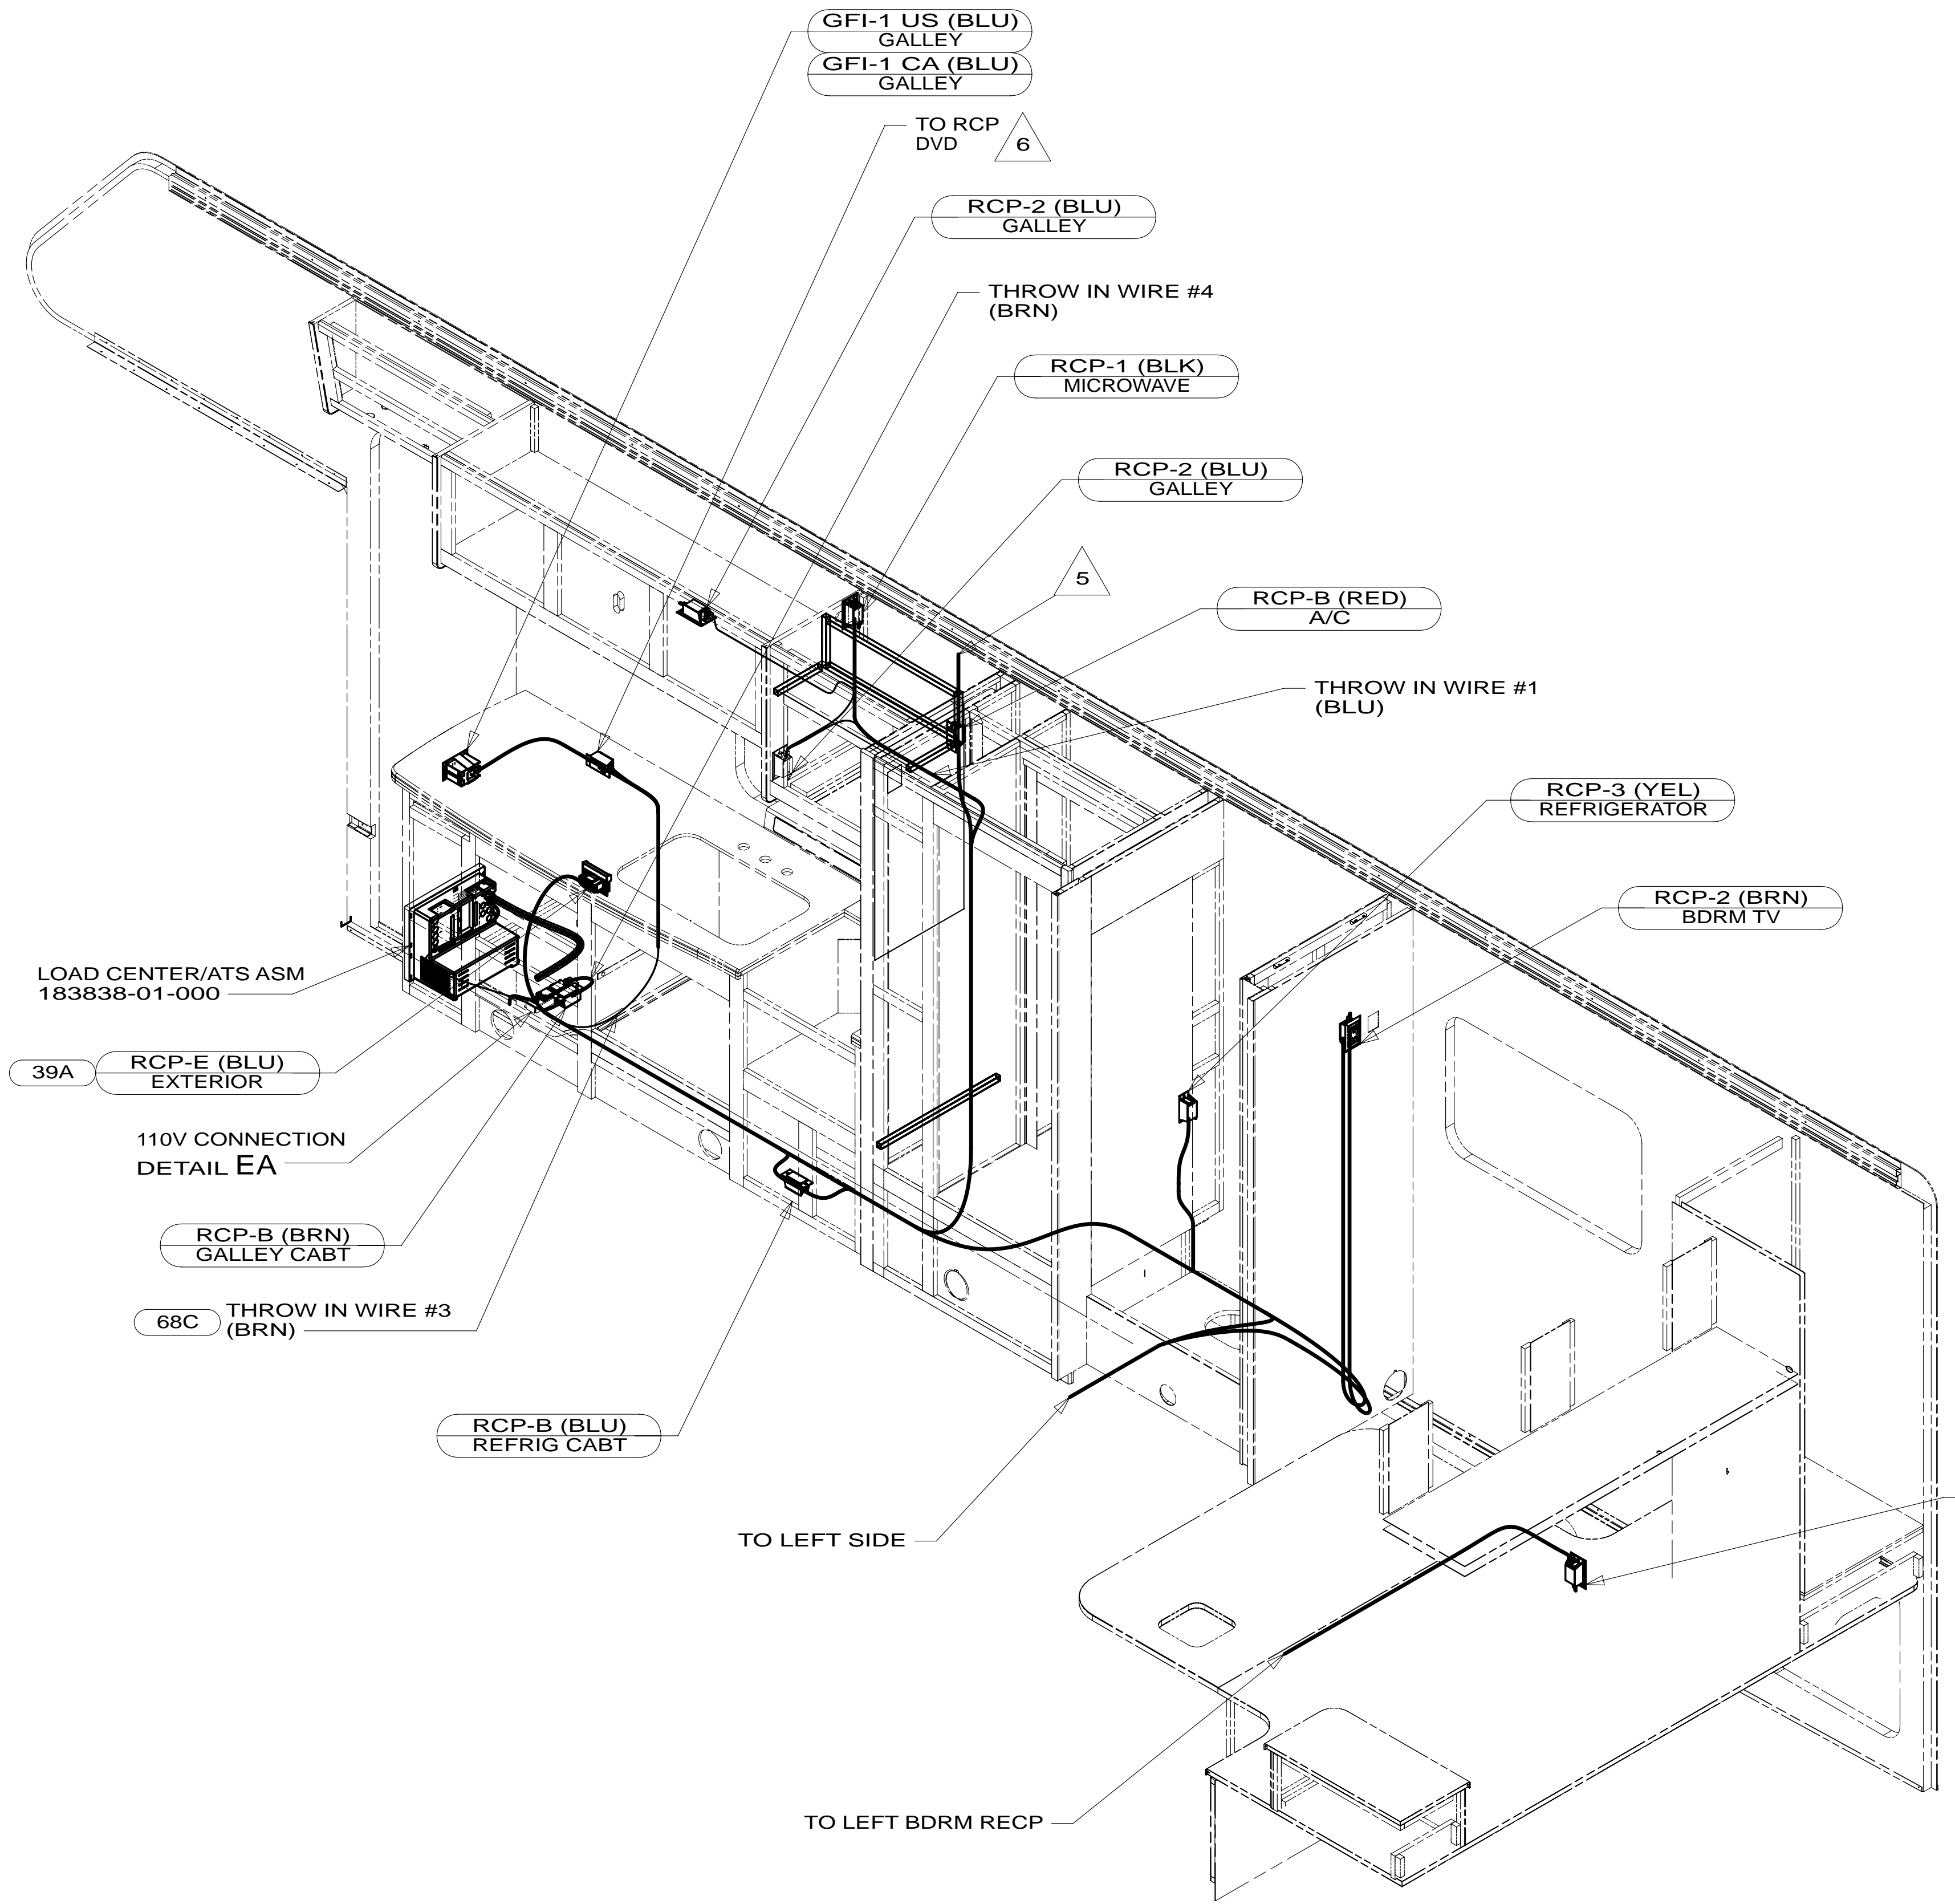 GFI-1 US (BLU)
GALLEY
GFI-1 CA (BLU)
GALLEY
TO RCP
DVD
6
RCP-2 (BLU)
GALLEY
THROW IN WIRE #4
(BRN)
RCP-1 (BLK)
MICROWAVE
RCP-2 (BLU)
GALLEY
5
RCP-B (RED)
A/C
THROW IN WIRE #1
(BLU)
RCP-3 (YEL)
REFRIGERATOR
RCP-2 (BRN)
BDRM TV
LOAD CENTER/ATS ASM
183838-01-000
39A
RCP-E (BLU)
EXTERIOR
110V CONNECTION
DETAIL EA
RCP-B (BRN)
GALLEY CABT
68C
THROW IN WIRE #3
(BRN)
RCP-B (BLU)
REFRIG CABT
TO LEFT SIDE
TO LEFT BDRM RECP